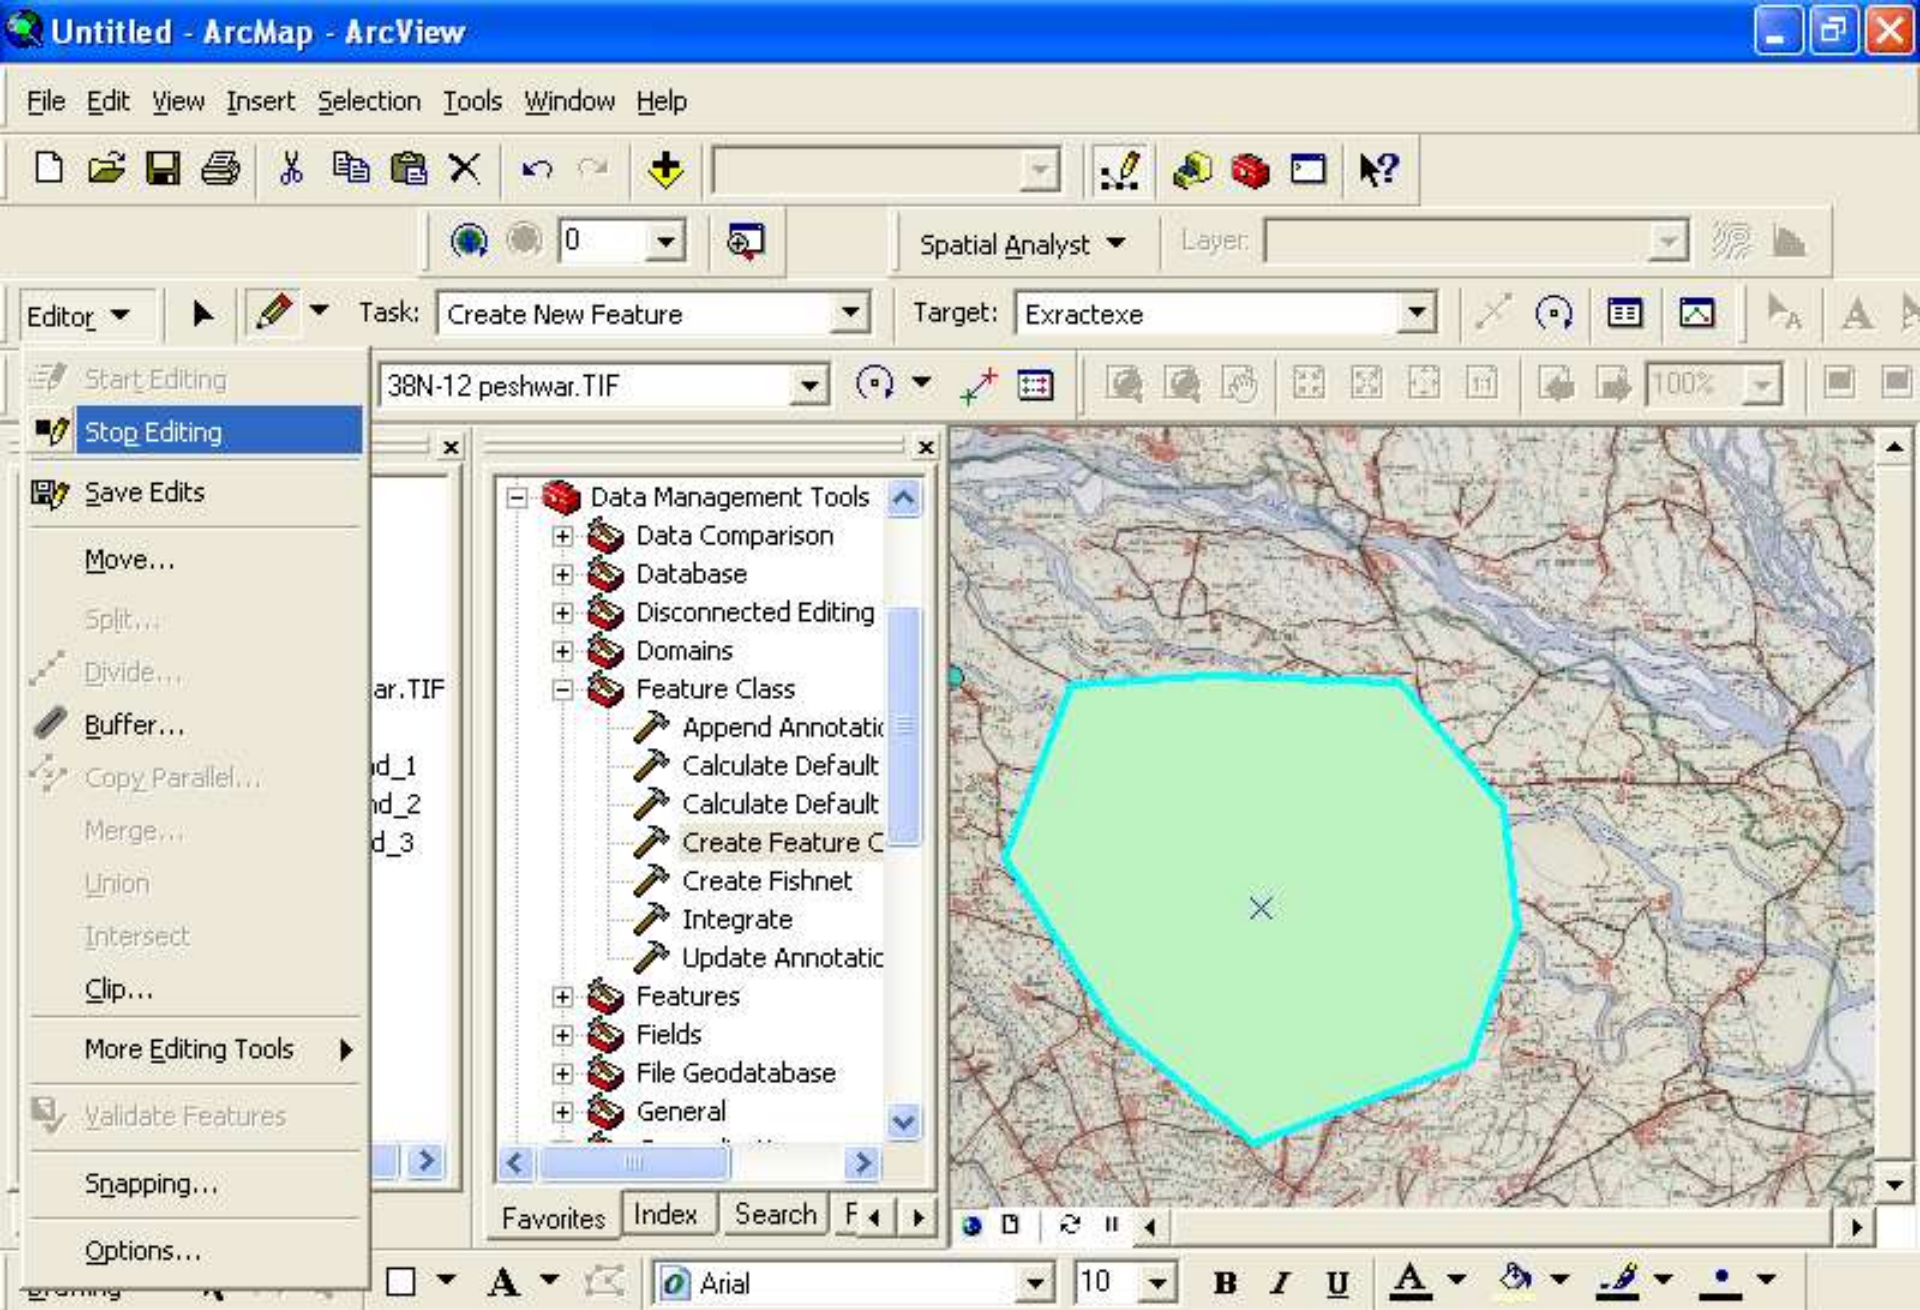 Untitled - ArcMap - ArcView
File Edit View Insert Selection Tools Window Help
0
Spatial Analyst
Layer:
Editor
Task: Create New Feature
Target: Exractexe
Start Editing
38N-12 peshwar.TIF
1:1
100%
Stop Editing
Save Edits
Move...
Split...
Divide...
Buffer...
Copy Parallel...
Merge...
Union
Intersect
Clip...
More Editing Tools
Validate Features
Snapping...
Options...
ar.TIF
d_1
nd_2
d_3
Data Management Tools
Data Comparison
Database
Disconnected Editing
Domains
Feature Class
Append Annotatic
Calculate Default
Calculate Default
Create Feature C
Create Fishnet
Integrate
Update Annotatic
Features
Fields
File Geodatabase
General
Favorites Index Search F
A Arial 10 B I U A